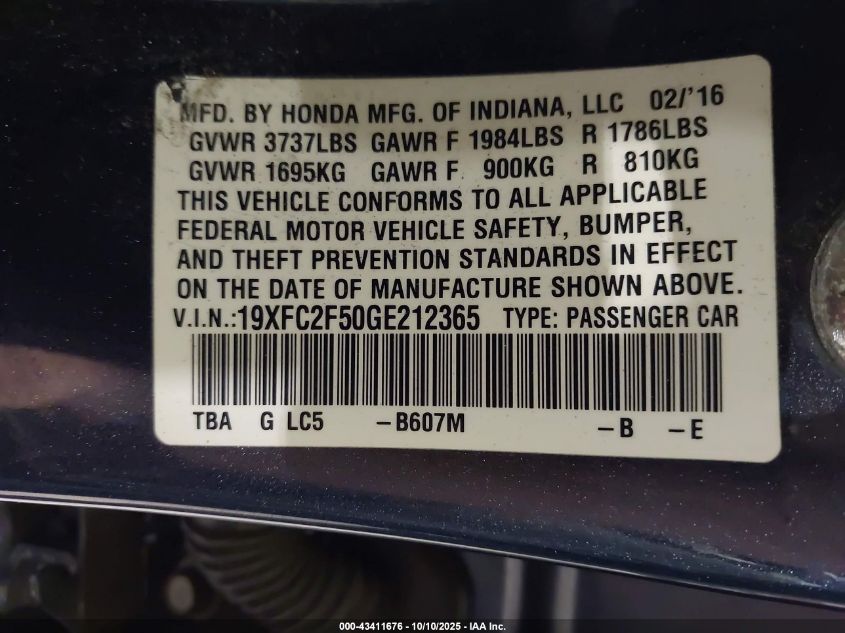 MFD. BY HONDA MFG. OF INDIANA, LLC 02/'16
GVWR 3737LBS GAWR F 1984LBS R 1786LBS
GVWR 1695KG GAWR F 900KG R 810KG
THIS VEHICLE CONFORMS TO ALL APPLICABLE
FEDERAL MOTOR VEHICLE SAFETY, BUMPER,
AND THEFT PREVENTION STANDARDS IN EFFECT
ON THE DATE OF MANUFACTURE SHOWN ABOVE.
V.I.N.:19XFC2F50GE212365 TYPE: PASSENGER CAR
TBA G LC5 -B607M -B -E
000-43411676 - 10/10/2025 - IAA Inc.